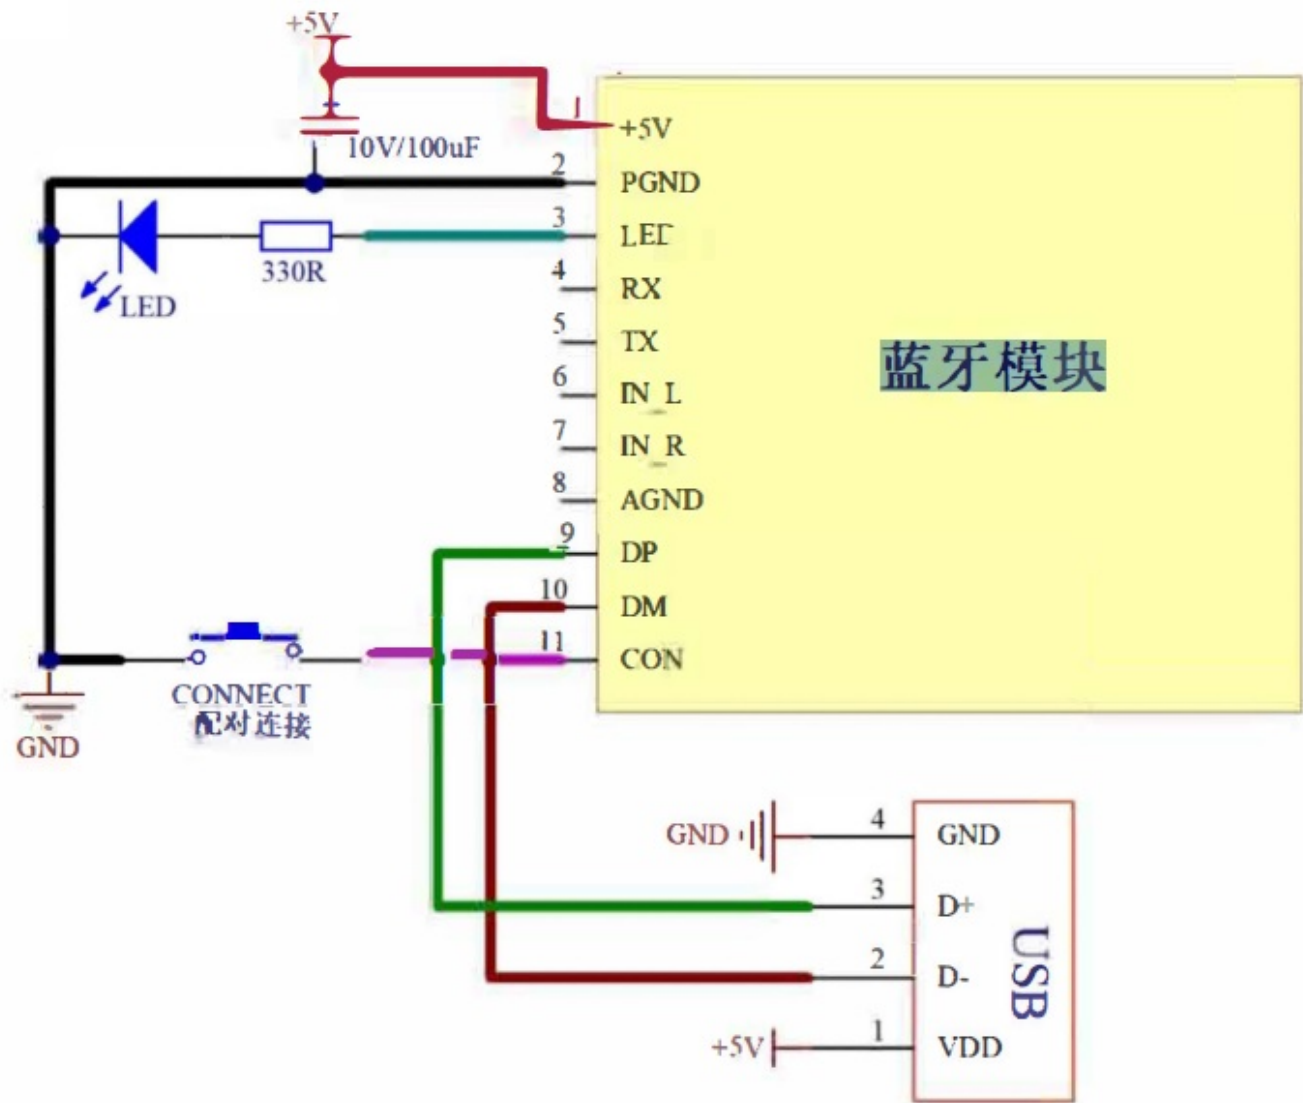 +5V
1
+5V
10V/100uF
2
PGND
3
LED
330R
LED
4
RX
5
TX
蓝牙模块
6
IN_L
7
IN_R
8
AGND
9
DP
10
DM
11
CON
CONNECT
配对连接
GND
GND
4
GND
3
D+
2
D-
USB
+5V
1
VDD